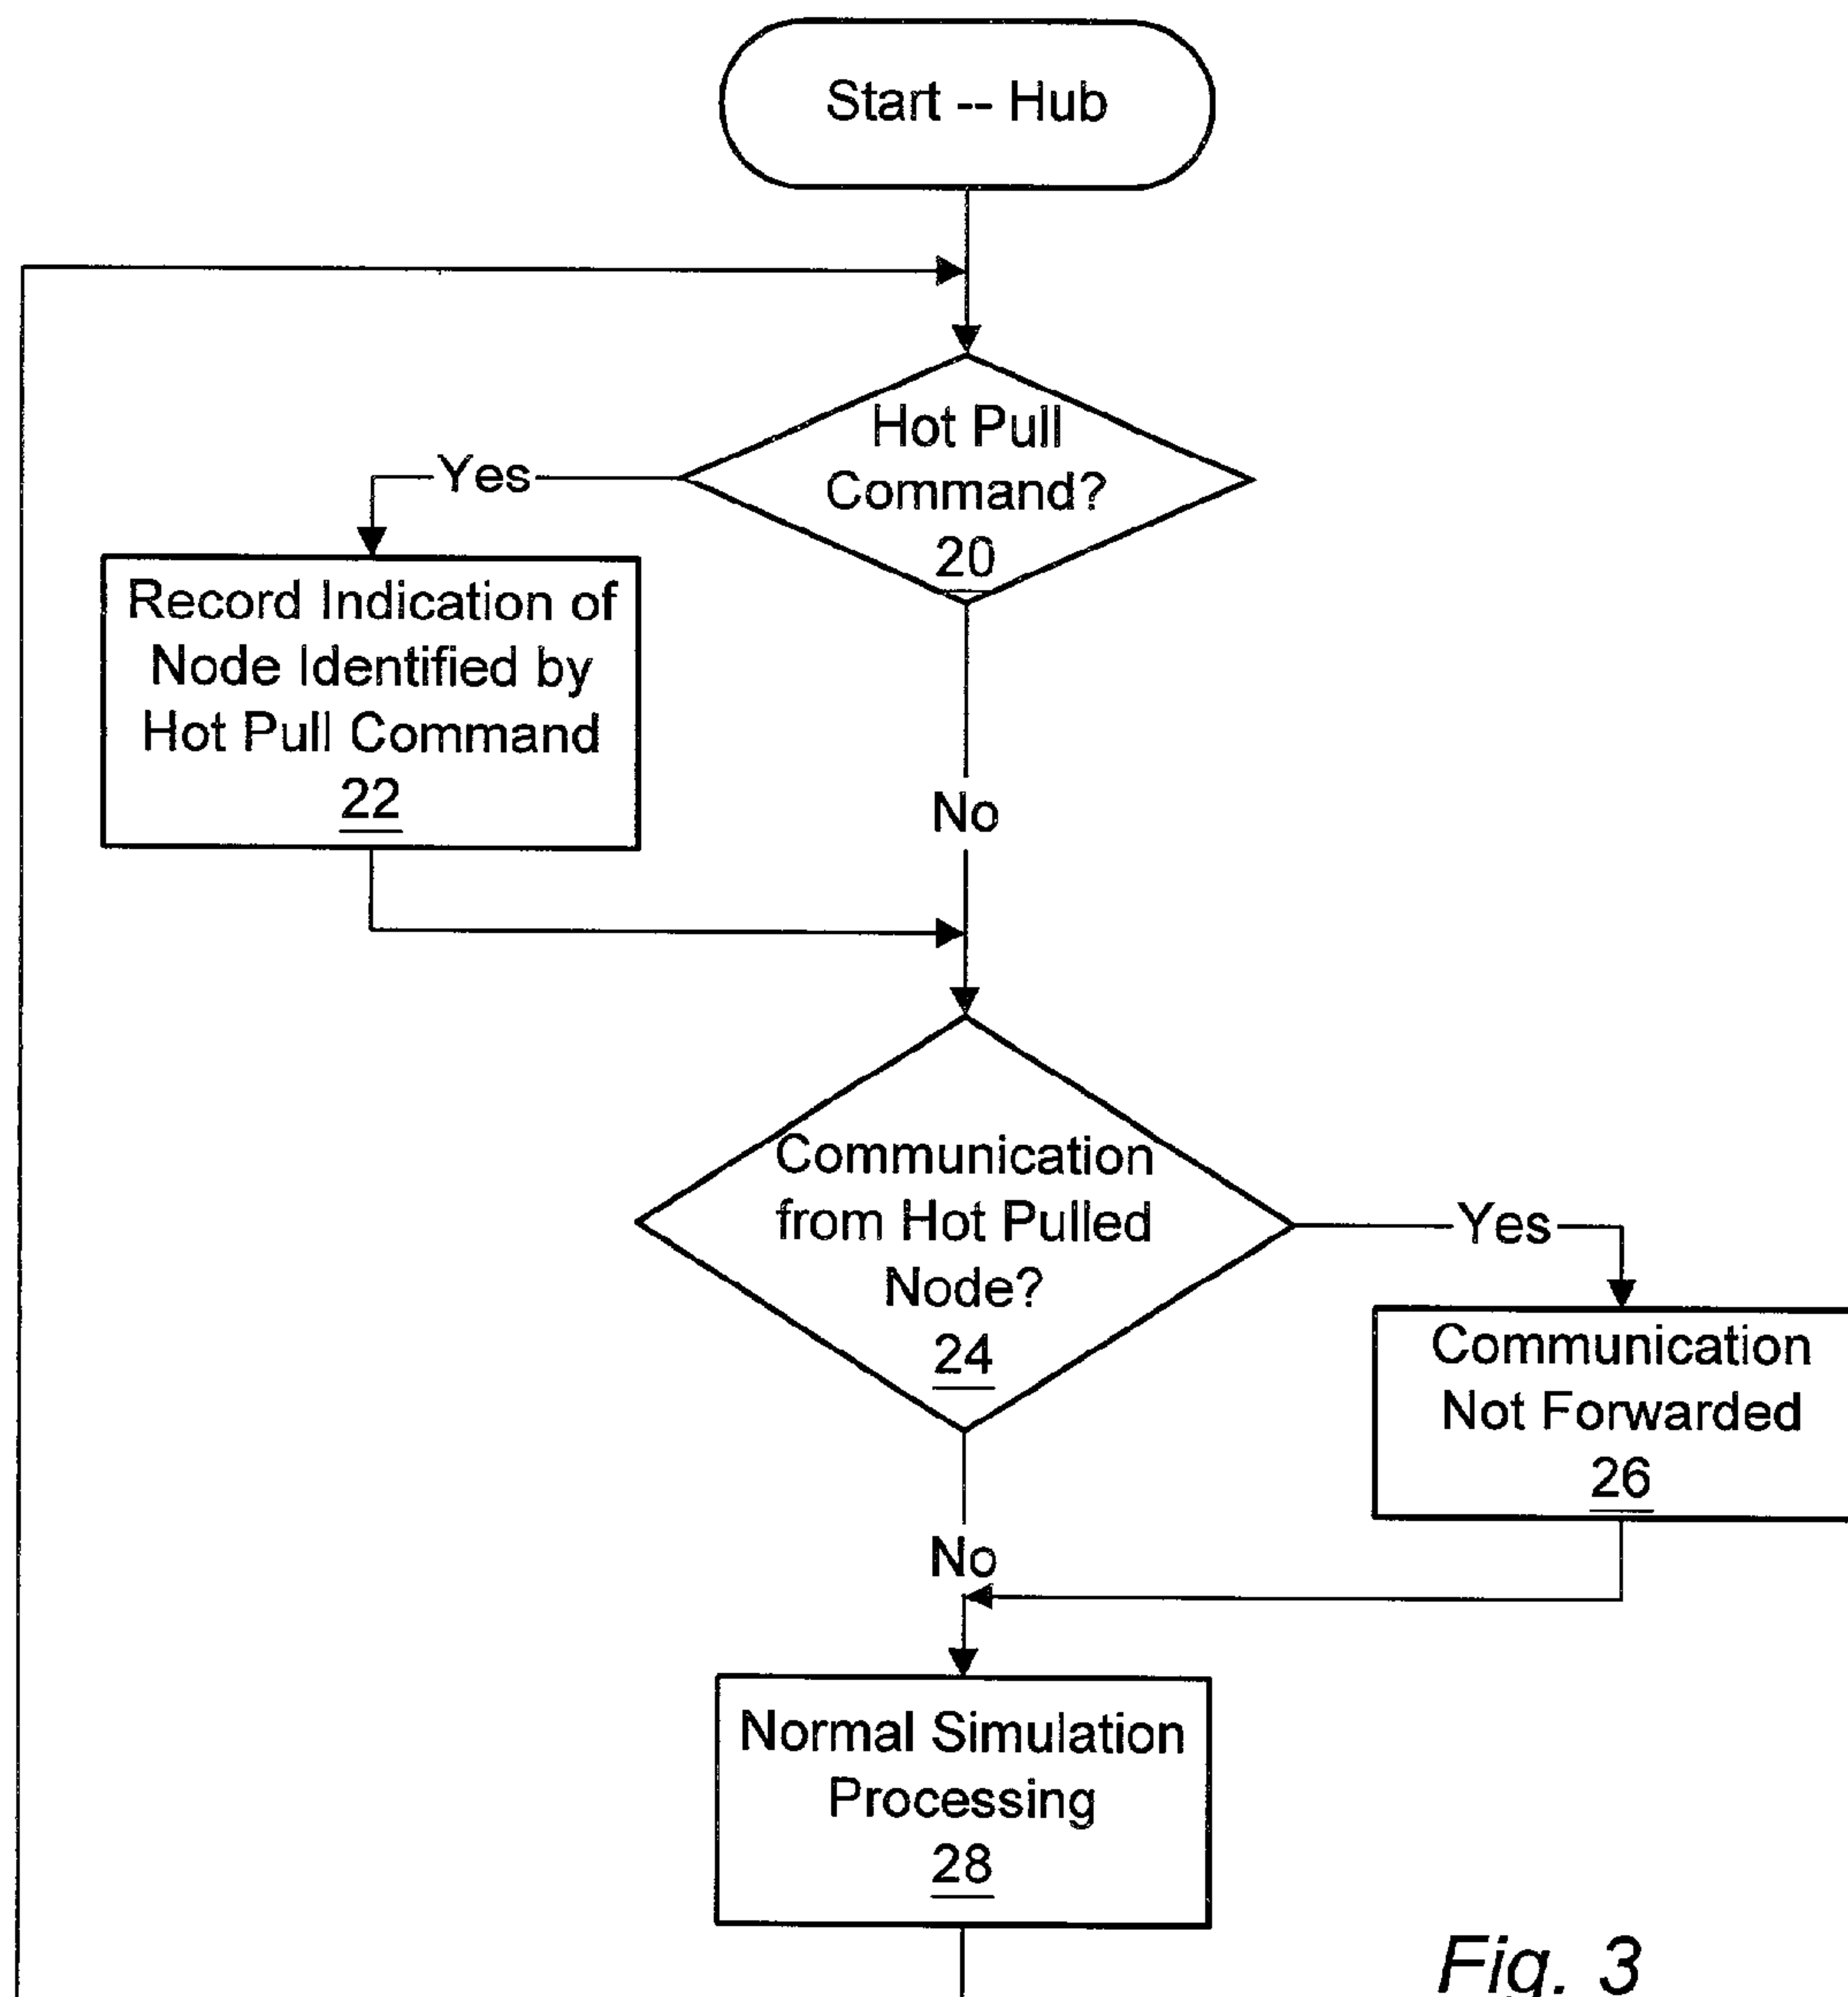 Start -- Hub
Hot Pull
Command?
20
Yes
Record Indication of
Node Identified by
Hot Pull Command
22
No
Communication
from Hot Pulled
Node?
24
Yes
Communication
Not Forwarded
26
No
Normal Simulation
Processing
28
Fig. 3